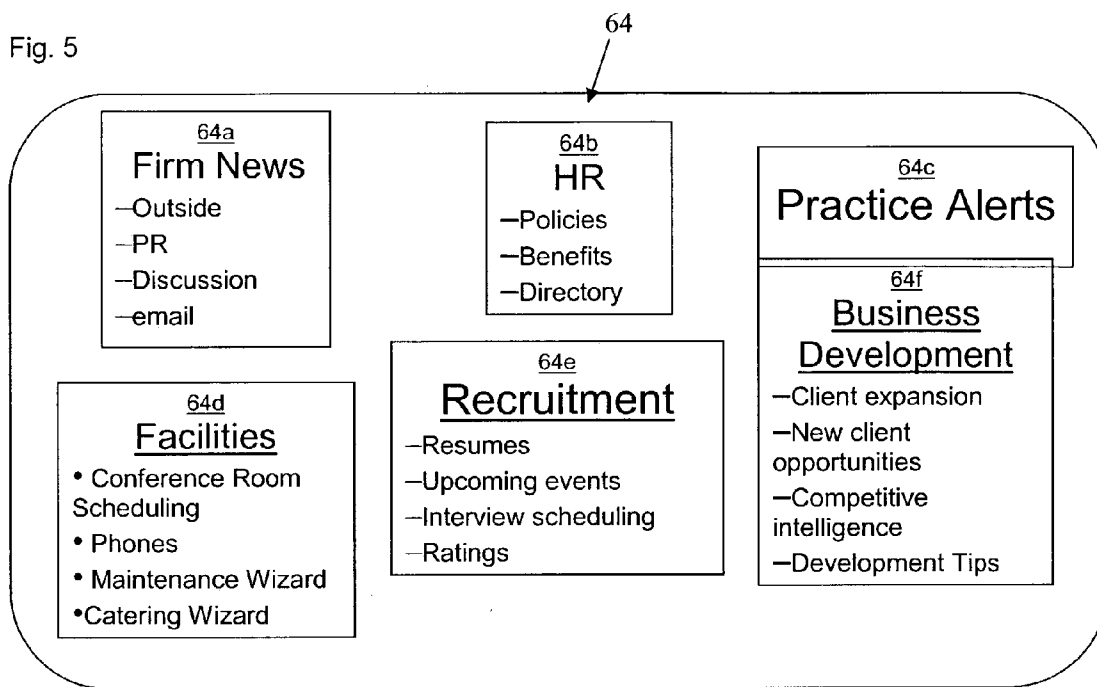 64
Fig. 5
64a
Firm News
–Outside
–PR
–Discussion
–email
64b
HR
–Policies
–Benefits
–Directory
64c
Practice Alerts
64d
Facilities
• Conference Room
Scheduling
• Phones
• Maintenance Wizard
•Catering Wizard
64e
Recruitment
–Resumes
–Upcoming events
–Interview scheduling
–Ratings
64f
Business
Development
–Client expansion
–New client
opportunities
–Competitive
intelligence
–Development Tips